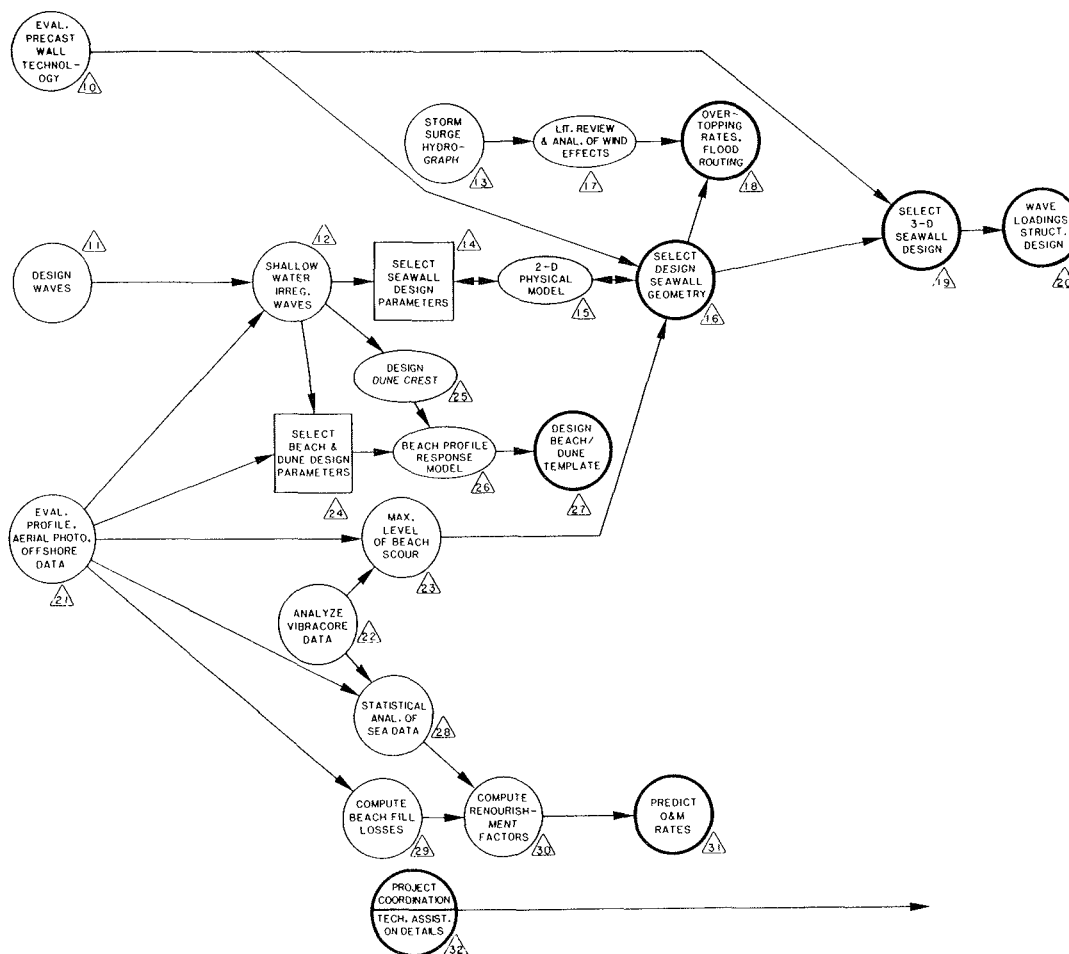 EVAL.
PRECAST
WALL
TECHNOL-
OGY
10
STORM
SURGE
HYDRO-
GRAPH
13
LIT. REVIEW
& ANAL. OF WIND
EFFECTS
17
OVER-
TOPPING
RATES,
FLOOD
ROUTING
18
DESIGN
WAVES
11
SHALLOW
WATER
IRREG.
WAVES
12
SELECT
SEAWALL
DESIGN
PARAMETERS
14
2-D
PHYSICAL
MODEL
15
SELECT
DESIGN
SEAWALL
GEOMETRY
16
SELECT
3-D
SEAWALL
DESIGN
19
WAVE
LOADINGS
STRUCT.
DESIGN
20
DESIGN
DUNE CREST
25
SELECT
BEACH &
DUNE DESIGN
PARAMETERS
24
BEACH PROFILE
RESPONSE
MODEL
26
DESIGN
BEACH/
DUNE
TEMPLATE
27
EVAL.
PROFILE,
AERIAL PHOTO,
OFFSHORE
DATA
21
MAX.
LEVEL
OF BEACH
SCOUR
23
ANALYZE
VIBRACORE
DATA
22
STATISTICAL
ANAL. OF
SEA DATA
28
COMPUTE
BEACH FILL
LOSSES
29
COMPUTE
RENOURISH-
MENT
FACTORS
30
PREDICT
O&M
RATES
31
PROJECT
COORDINATION
TECH. ASSIST.
ON DETAILS
32